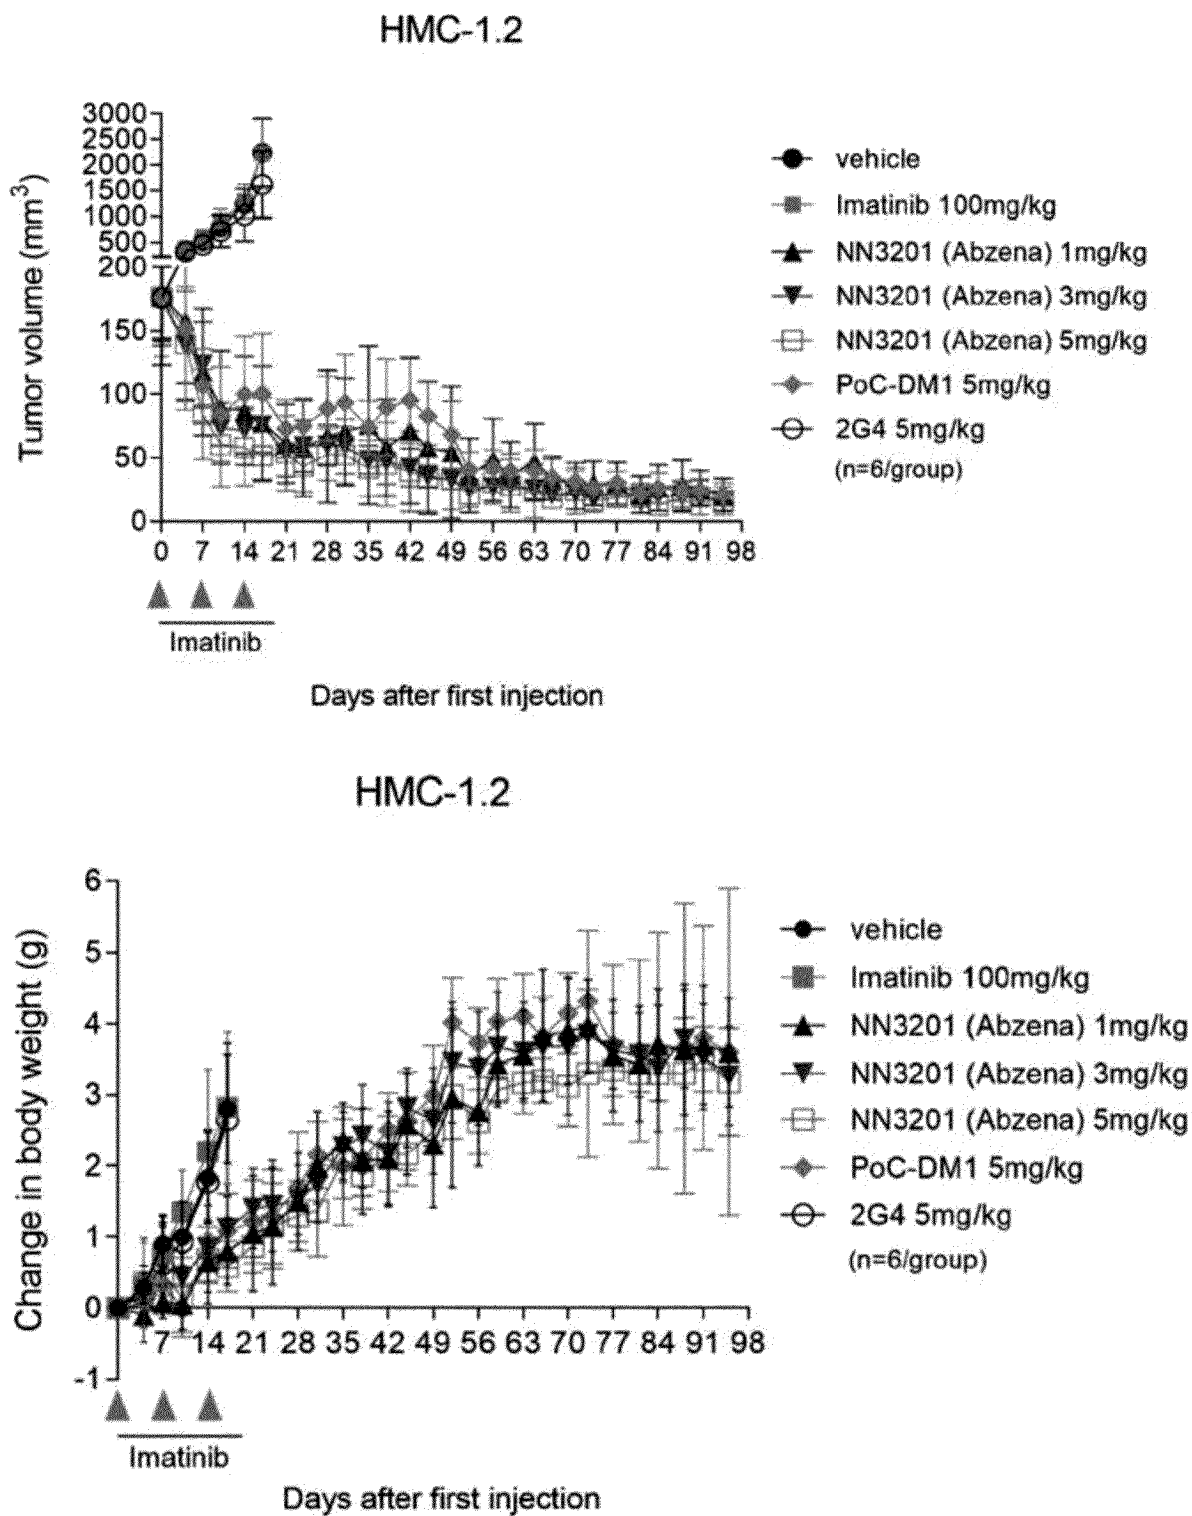 HMC-1.2
3000
2500
2000
1500
1000
500
200
150
100
50
0
Tumor volume (mm³)
0 7 14 21 28 35 42 49 56 63 70 77 84 91 98
Imatinib
Days after first injection
vehicle
Imatinib 100mg/kg
NN3201 (Abzena) 1mg/kg
NN3201 (Abzena) 3mg/kg
NN3201 (Abzena) 5mg/kg
PoC-DM1 5mg/kg
2G4 5mg/kg
(n=6/group)
HMC-1.2
6
5
4
3
2
1
0
-1
Change in body weight (g)
7 14 21 28 35 42 49 56 63 70 77 84 91 98
Imatinib
Days after first injection
vehicle
Imatinib 100mg/kg
NN3201 (Abzena) 1mg/kg
NN3201 (Abzena) 3mg/kg
NN3201 (Abzena) 5mg/kg
PoC-DM1 5mg/kg
2G4 5mg/kg
(n=6/group)